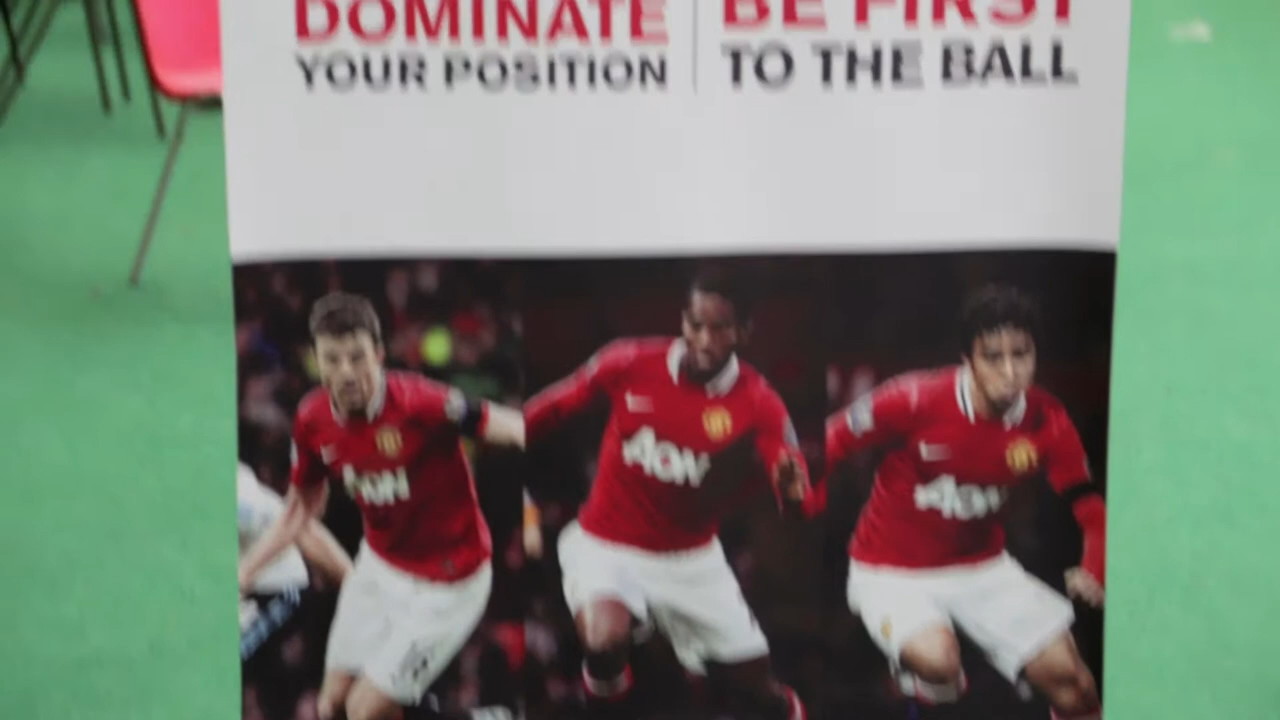 DOMINATE
YOUR POSITION
BE FIRST
TO THE BALL
AON
AON
AON